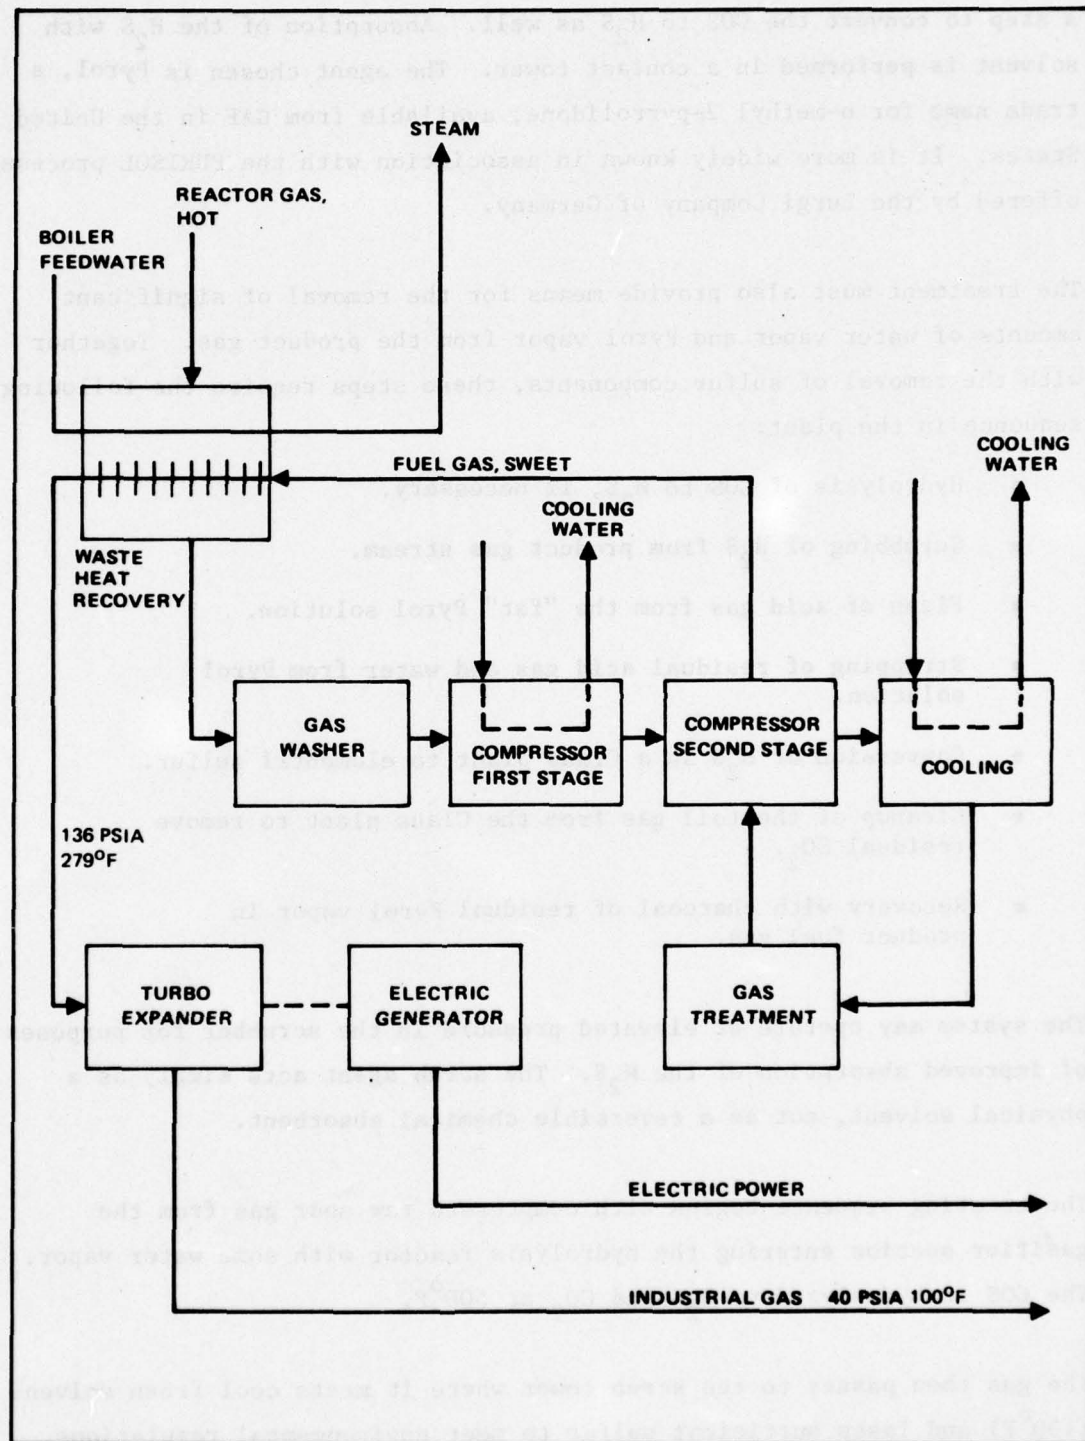 STEAM
REACTOR GAS,
HOT
BOILER
FEEDWATER
COOLING
WATER
FUEL GAS, SWEET
COOLING
WATER
WASTE
HEAT
RECOVERY
GAS
WASHER
COMPRESSOR
FIRST STAGE
COMPRESSOR
SECOND STAGE
COOLING
136 PSIA
279°F
TURBO
EXPANDER
ELECTRIC
GENERATOR
GAS
TREATMENT
ELECTRIC POWER
INDUSTRIAL GAS 40 PSIA 100°F